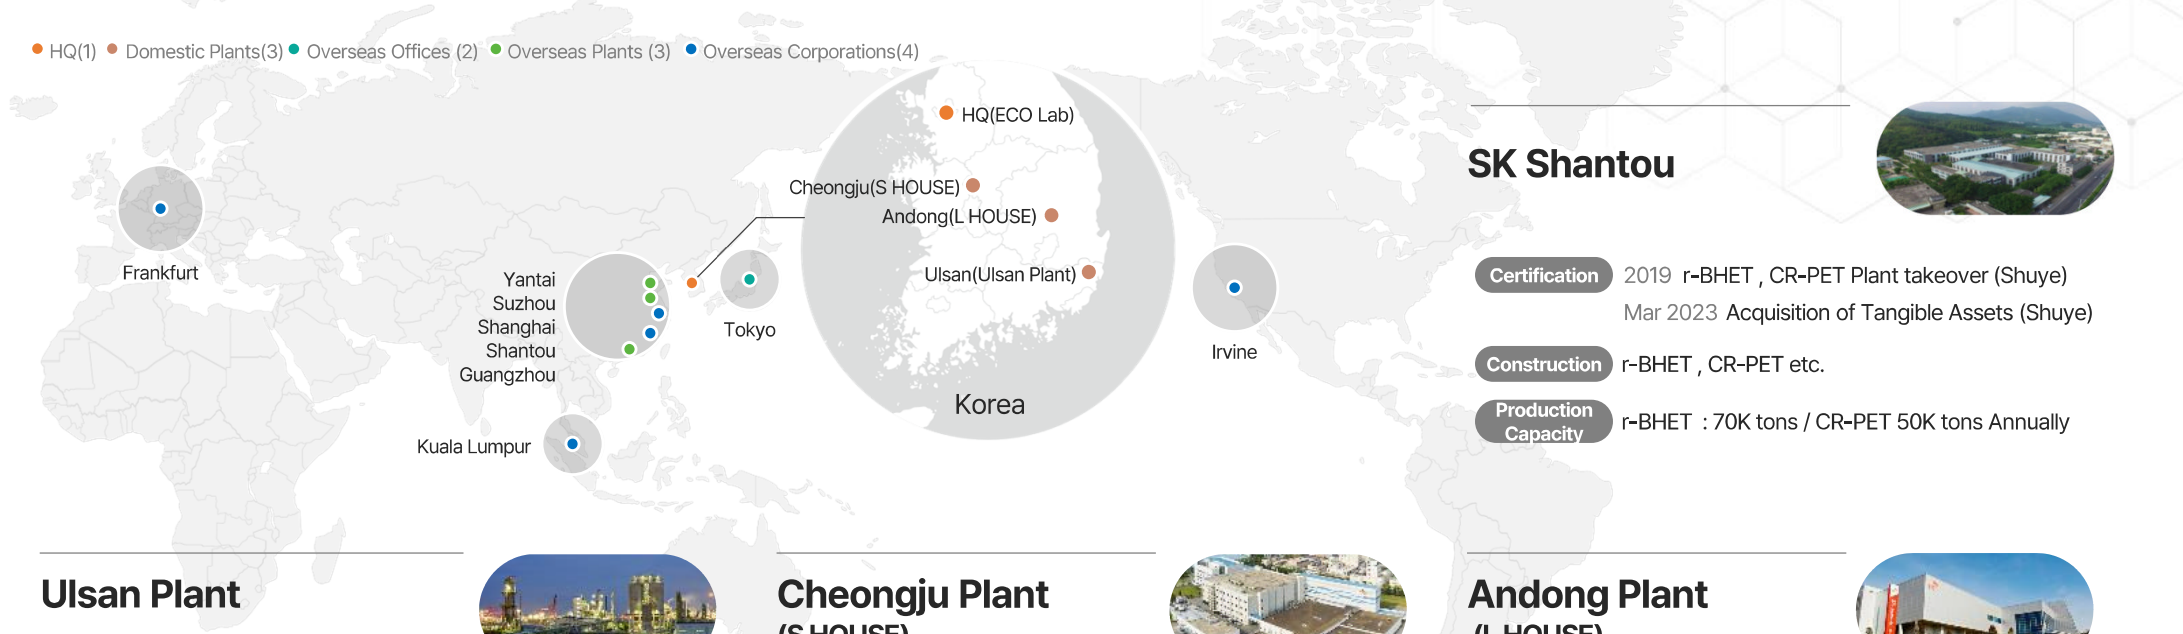 HQ(1) Domestic Plants(3) Overseas Offices (2) Overseas Plants (3) Overseas Corporations(4)
Frankfurt
Yantai
Suzhou
Shanghai
Shantou
Guangzhou
Kuala Lumpur
Tokyo
HQ(ECO Lab)
Cheongju(S HOUSE)
Andong(L HOUSE)
Ulsan(Ulsan Plant)
Korea
Irvine
SK Shantou
Certification 2019 r-BHET , CR-PET Plant takeover (Shuye)
Mar 2023 Acquisition of Tangible Assets (Shuye)
Construction r-BHET , CR-PET etc.
Production
Capacity
r-BHET : 70K tons / CR-PET 50K tons Annually
Ulsan Plant
Cheongju Plant
(S HOUSE)
Andong Plant
(L HOUSE)